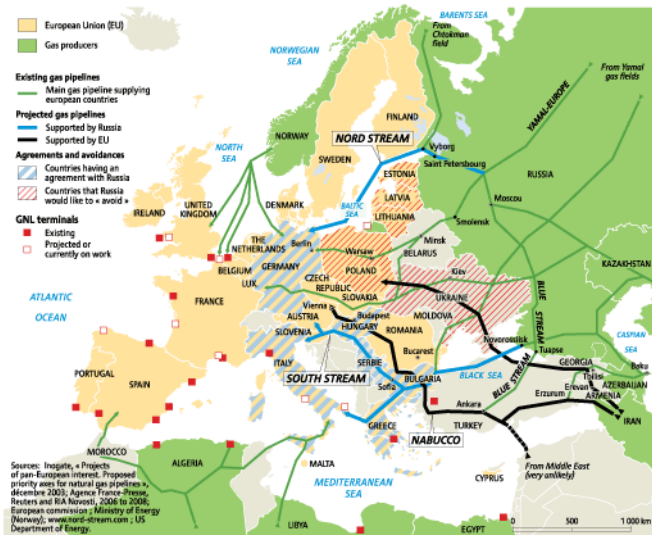 European Union (EU)
Gas producers
Existing gas pipelines
Main gas pipeline supplying
european countries
Projected gas pipelines
Supported by Russia
Supported by EU
Agreements and avoidances
Countries having an
agreement with Russia
Countries that Russia
would like to « avoid »
GNL terminals
Existing
Projected or
currently on work
BARENTS SEA
From
Chtokman
field
NORWEGIAN
SEA
From Yamal
gas fields
YAMAL-EUROPE
FINLAND
NORWAY
NORD STREAM
Vyborg
Saint Petersbourg
SWEDEN
ESTONIA
RUSSIA
NORTH
SEA
LATVIA
Moscou
BALTIC
SEA
LITHUANIA
Smolensk
DENMARK
IRELAND
UNITED
KINGDOM
Minsk
BELARUS
THE
NETHERLANDS
Berlin
Warsaw
POLAND
BELGIUM
GERMANY
LUX
CZECH
REPUBLIC
SLOVAKIA
Kiev
UKRAINE
KAZAKHSTAN
ATLANTIC
OCEAN
FRANCE
Vienna
AUSTRIA
Budapest
HUNGARY
MOLDOVA
ROMANIA
SLOVENIA
BLUE
STREAM
Novorossisk
CASPIAN
SEA
ITALY
SERBIE
Bucarest
Tuapse
SOUTH STREAM
Sofia
BULGARIA
BLACK SEA
GEORGIA
Tbilisi
Baku
PORTUGAL
SPAIN
BLUE STREAM
Erevan
AZERBAIJAN
ARMENIA
Erzurum
Ankara
TURKEY
IRAN
GREECE
NABUCCO
MOROCCO
ALGERIA
MALTA
MEDITERRANEAN
SEA
CYPRUS
From Middle East
(very unlikely)
LIBYA
EGYPT
0 500 1 000 km
Sources: Inogate, « Projects
of pan-European interest. Proposed
priority axes for natural gas pipelines »,
décembre 2003; Agence France-Presse,
Reuters and RIA Novosti, 2006 to 2008;
European commission ; Ministry of Energy
(Norway); www.nord-stream.com ; US
Department of Energy.